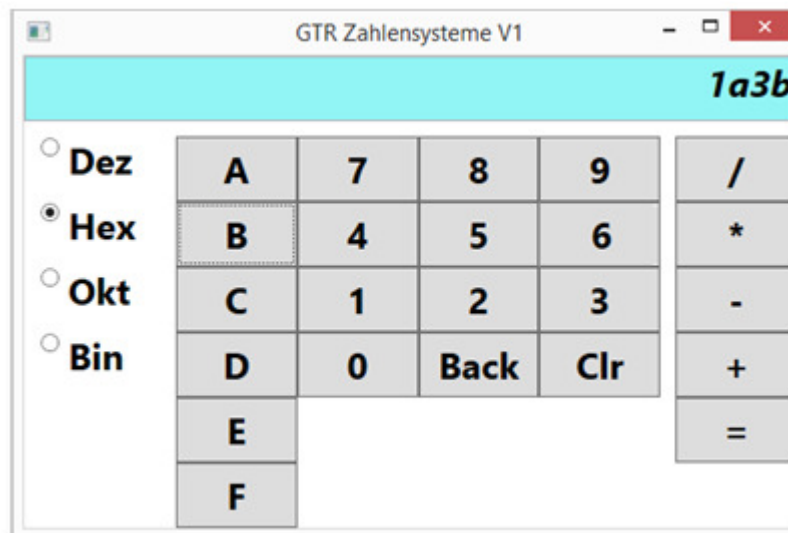 GTR Zahlensysteme V1
1a3b
Dez A 7 8 9 /
Hex B 4 5 6 *
Okt C 1 2 3 -
Bin D 0 Back Clr +
E =
F